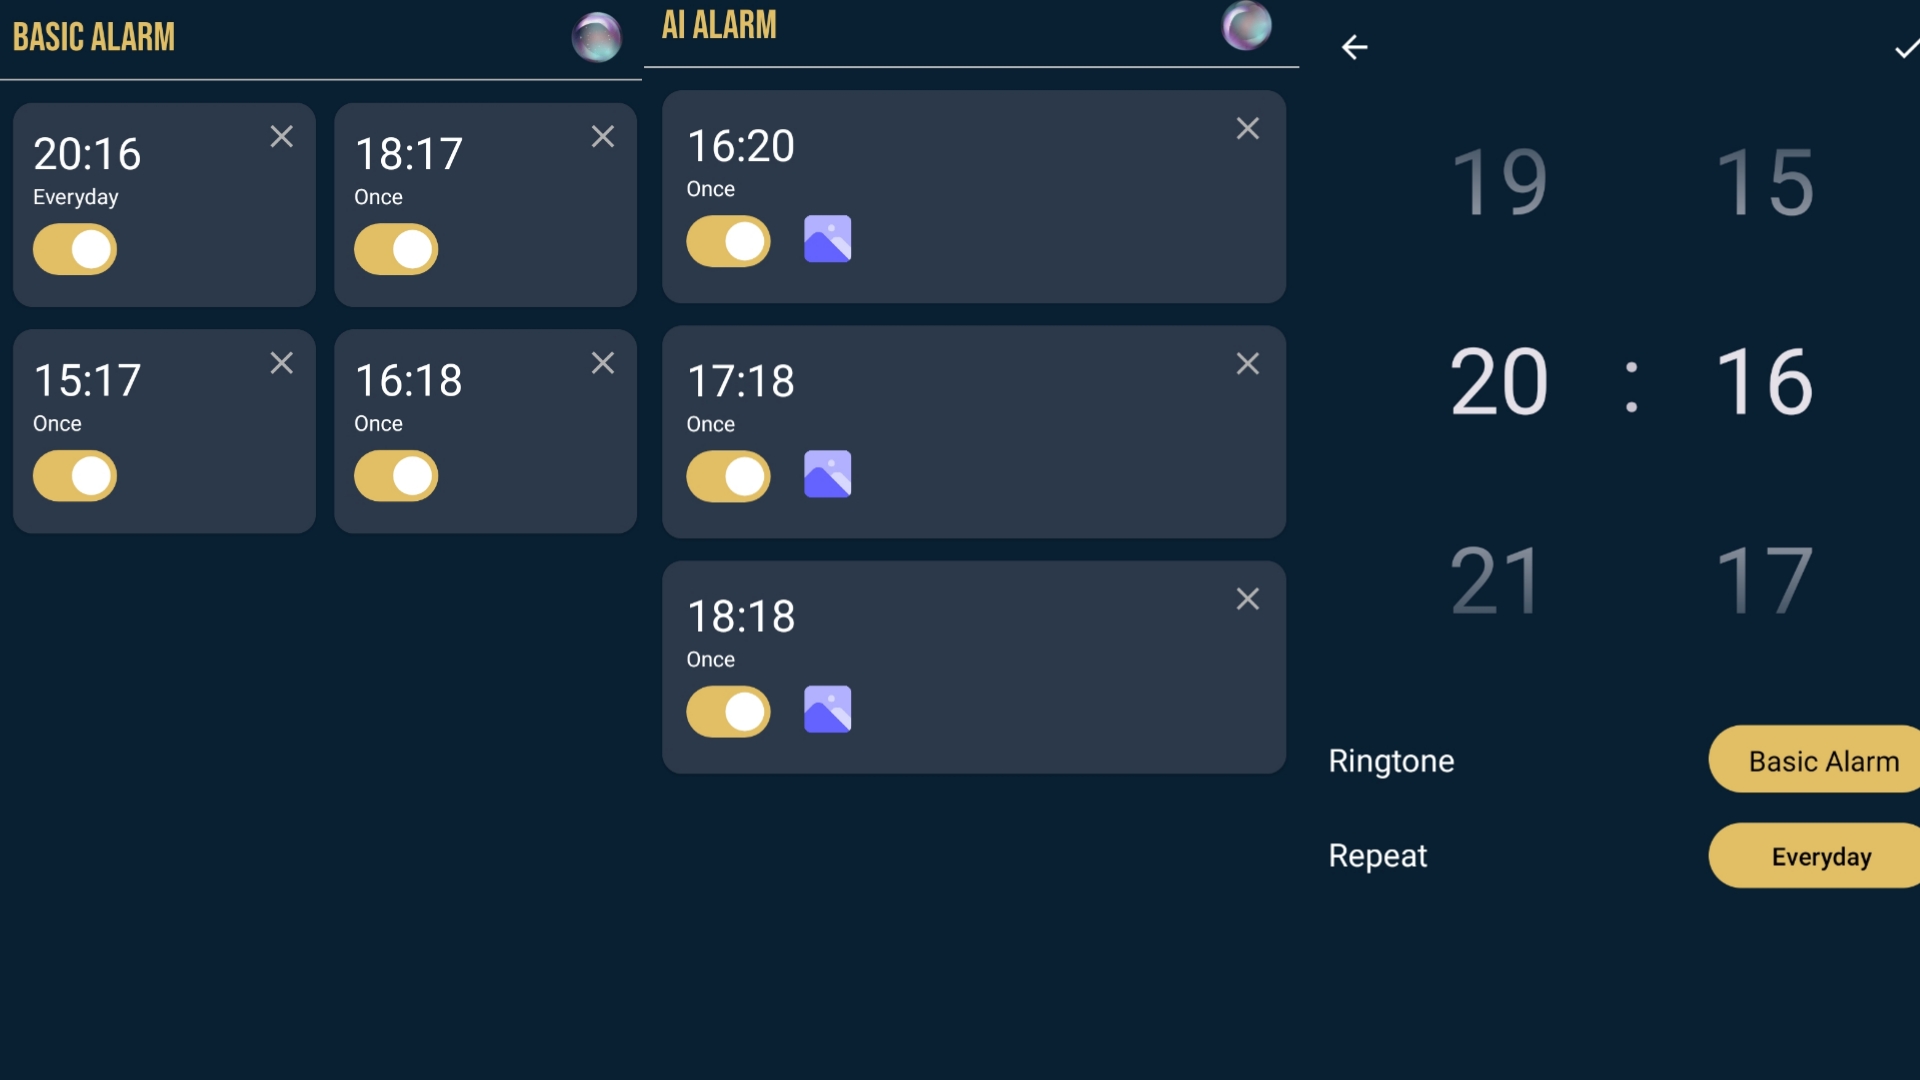 BASIC ALARM
20:16
Everyday
18:17
Once
15:17
Once
16:18
Once
AI ALARM
16:20
Once
17:18
Once
18:18
Once
19 15
20 : 16
21 17
Ringtone Basic Alarm
Repeat Everyday